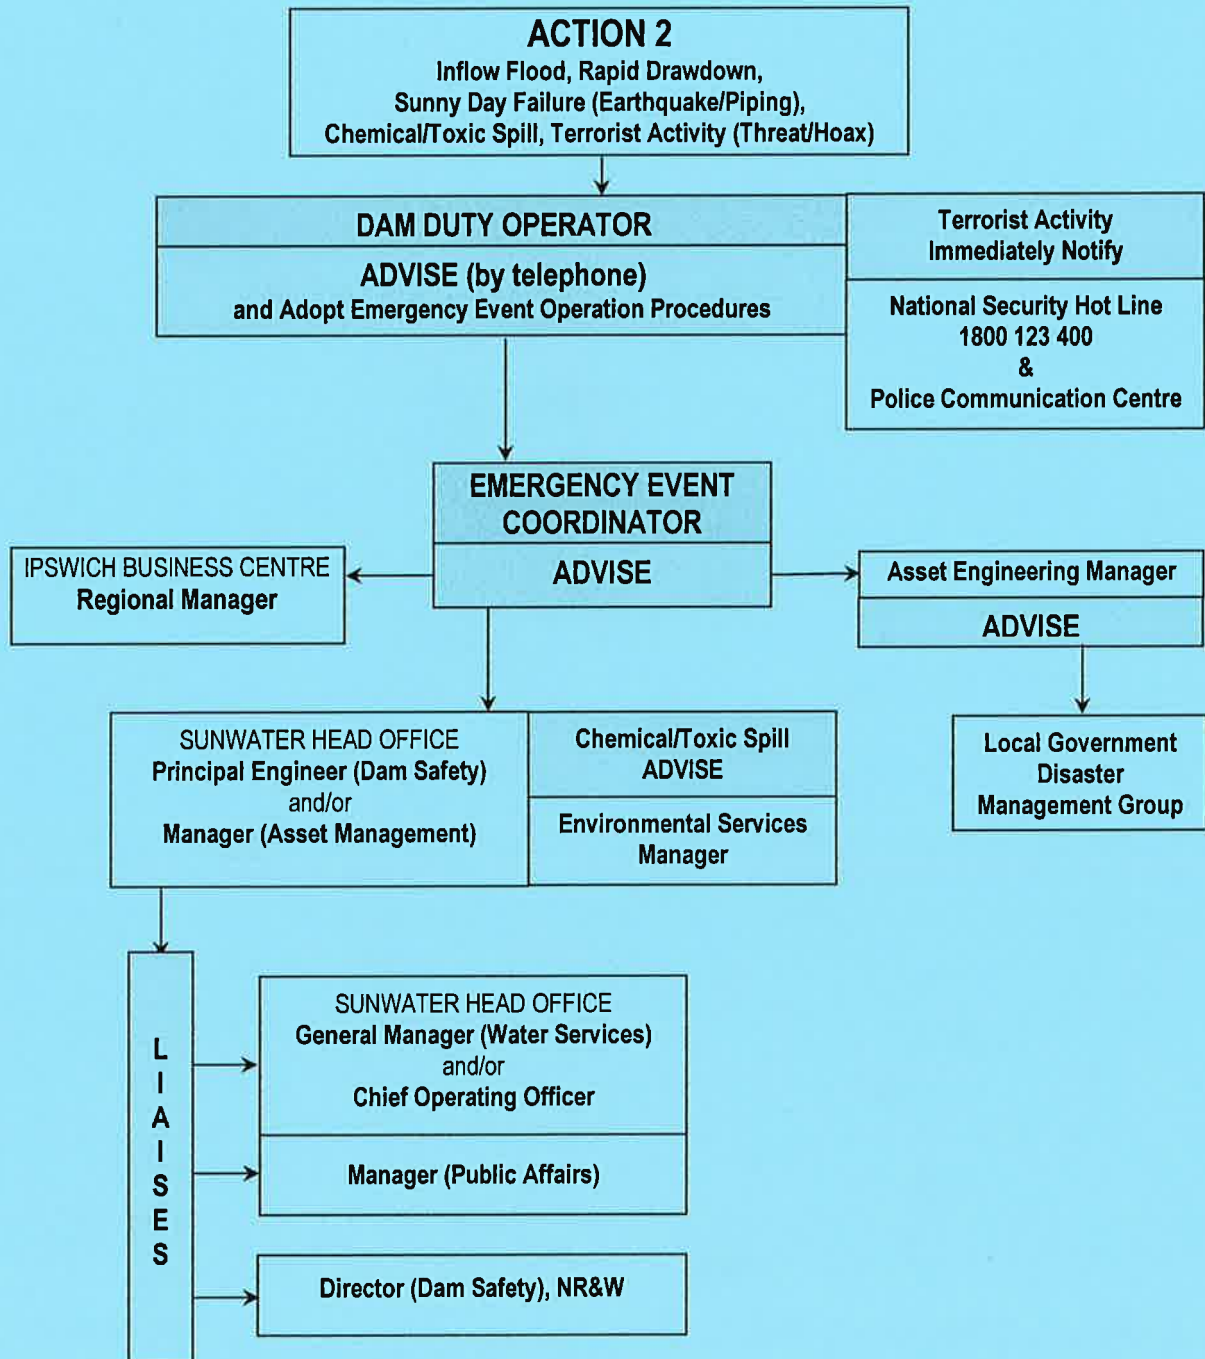 ACTION 2
Inflow Flood, Rapid Drawdown,
Sunny Day Failure (Earthquake/Piping),
Chemical/Toxic Spill, Terrorist Activity (Threat/Hoax)
DAM DUTY OPERATOR
ADVISE (by telephone)
and Adopt Emergency Event Operation Procedures
Terrorist Activity
Immediately Notify
National Security Hot Line
1800 123 400
&
Police Communication Centre
EMERGENCY EVENT
COORDINATOR
ADVISE
IPSWICH BUSINESS CENTRE
Regional Manager
Asset Engineering Manager
ADVISE
Local Government
Disaster
Management Group
SUNWATER HEAD OFFICE
Principal Engineer (Dam Safety)
and/or
Manager (Asset Management)
Chemical/Toxic Spill
ADVISE
Environmental Services
Manager
LIAISES
SUNWATER HEAD OFFICE
General Manager (Water Services)
and/or
Chief Operating Officer
Manager (Public Affairs)
Director (Dam Safety), NR&W